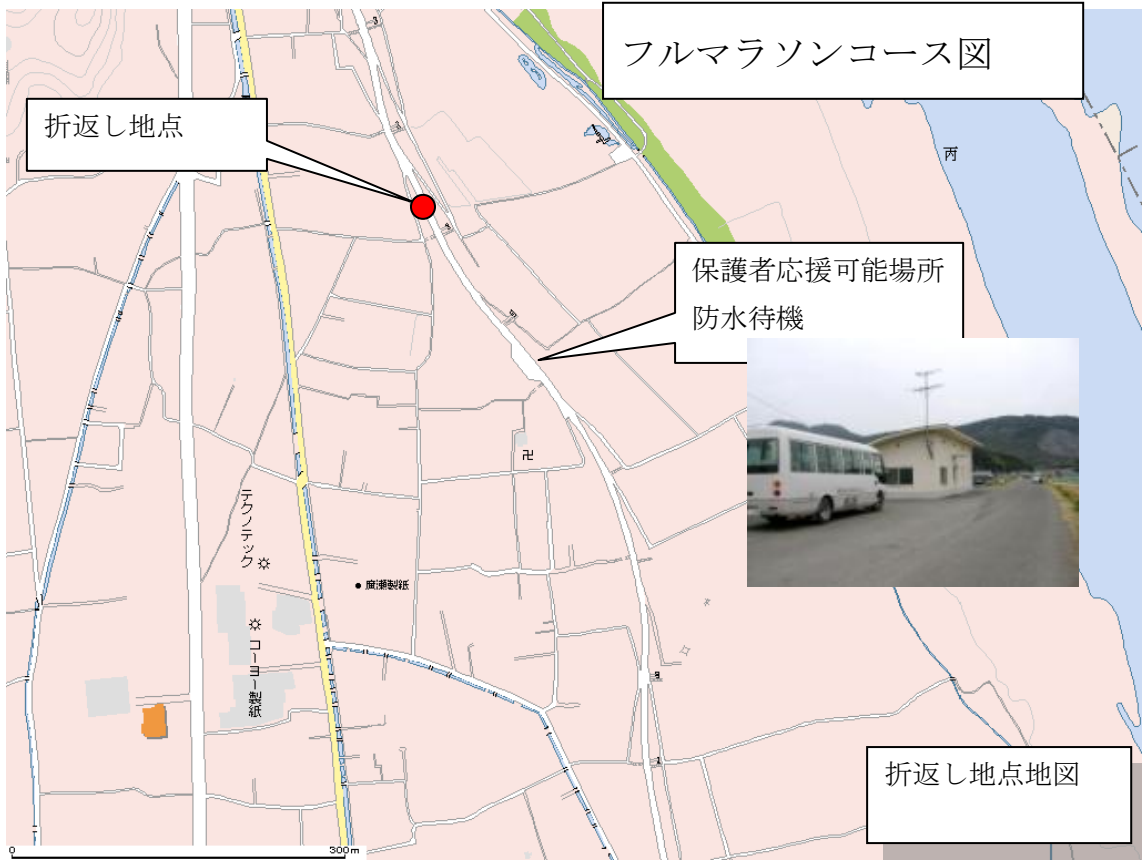 フルマラソンコース図
折返し地点
丙
保護者応援可能場所
防水待機
卍
テクノテック
廣瀬製紙
コーヨー製紙
折返し地点地図
0
300m